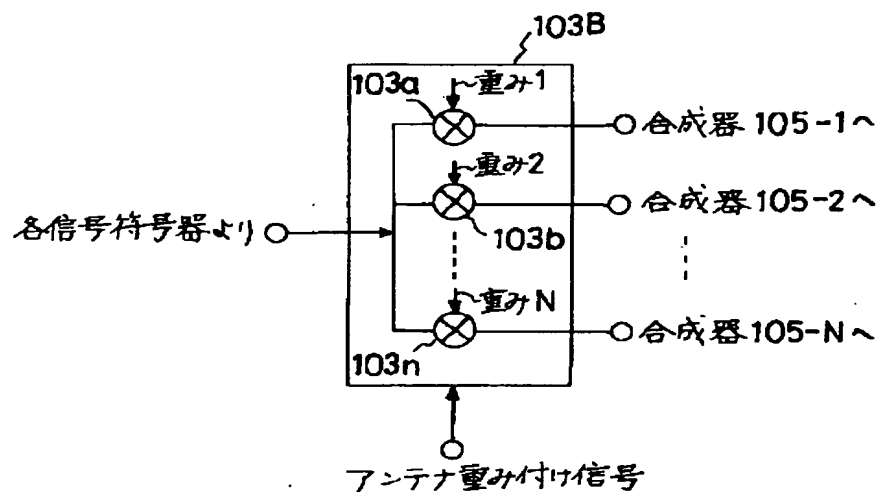 103B
103a
重み1
合成器 105-1へ
重み2
合成器 105-2へ
各信号符号器より
103b
重みN
合成器 105-Nへ
103n
アンテナ重み付け信号